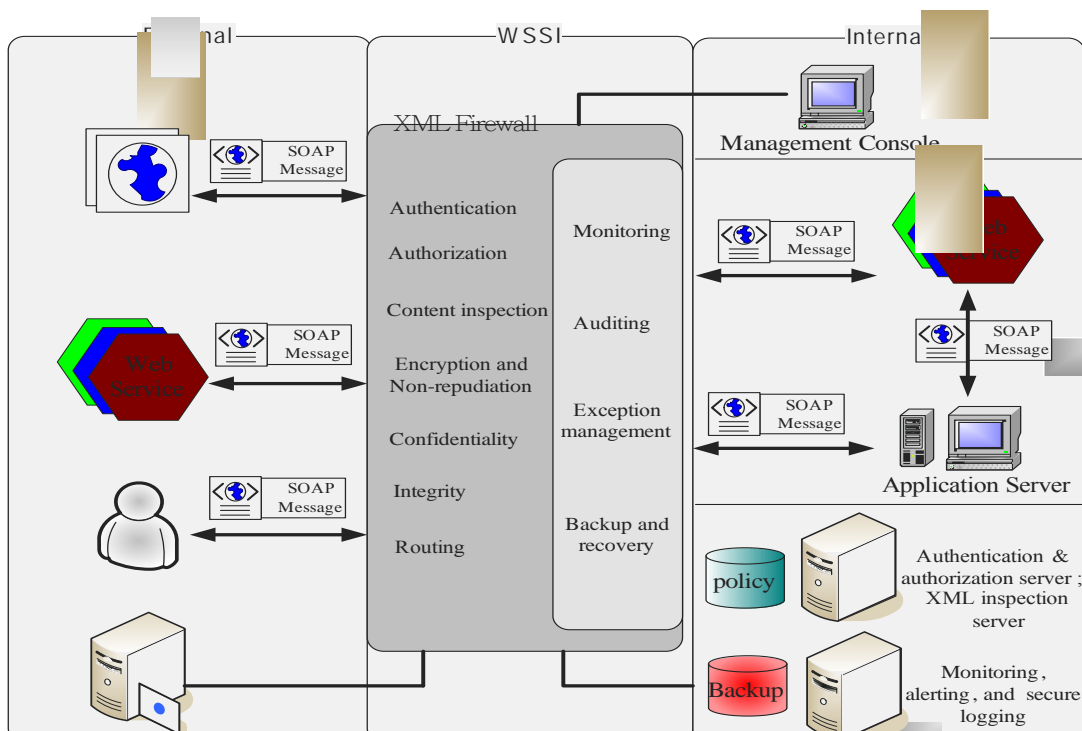 WSSI
Interna
XML Firewall
Management Console
SOAP
Message
Authentication
Authorization
Content inspection
Encryption and
Non-repudiation
Confidentiality
Integrity
Routing
Monitoring
Auditing
Exception
management
Backup and
recovery
SOAP
Message
Web
Service
SOAP
Message
SOAP
Message
Service
SOAP
Message
SOAP
Message
Application Server
policy
Authentication &
authorization server ;
XML inspection
server
Backup
Monitoring,
alerting, and secure
logging